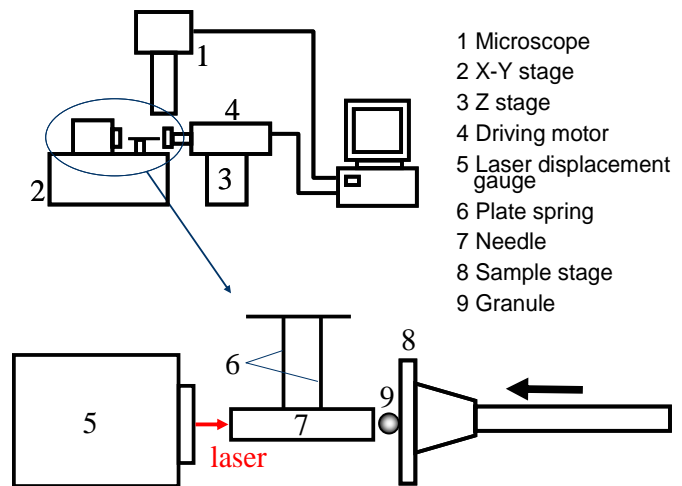 1
4
3
2
1 Microscope
2 X-Y stage
3 Z stage
4 Driving motor
5 Laser displacement
gauge
6 Plate spring
7 Needle
8 Sample stage
9 Granule
8
6
9
5
7
laser